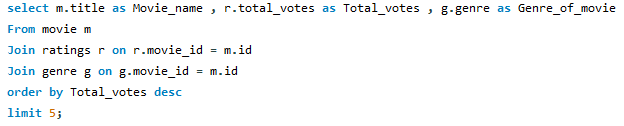 select m.title as Movie_name , r.total_votes as Total_votes , g.genre as Genre_of_movie
From movie m
Join ratings r on r.movie_id = m.id
Join genre g on g.movie_id = m.id
order by Total_votes desc
limit 5;